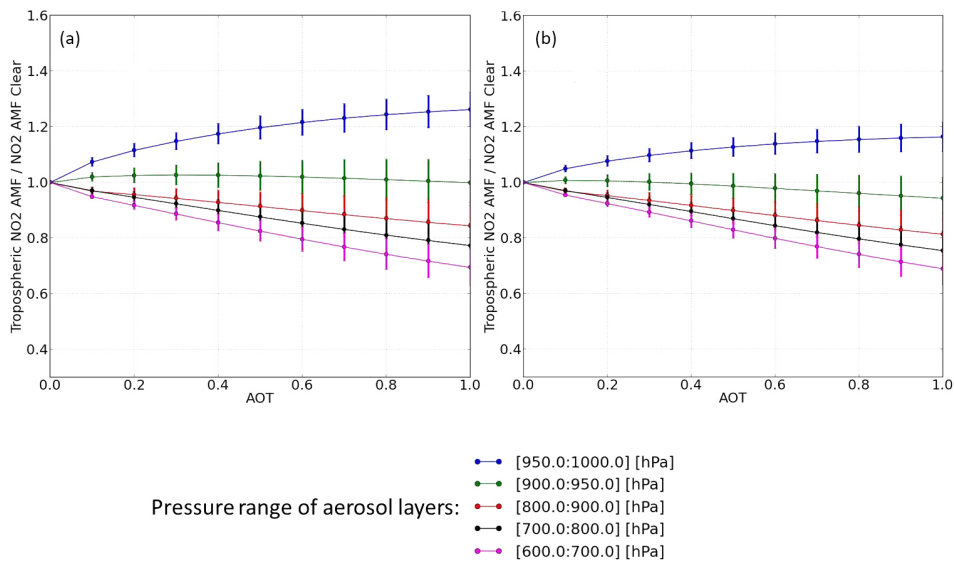 (a)
Tropospheric NO2 AMF / NO2 AMF Clear
1.6
1.4
1.2
1.0
0.8
0.6
0.4
0.0 0.2 0.4 0.6 0.8 1.0
AOT
(b)
Tropospheric NO2 AMF / NO2 AMF Clear
1.6
1.4
1.2
1.0
0.8
0.6
0.4
0.0 0.2 0.4 0.6 0.8 1.0
AOT
Pressure range of aerosol layers:
[950.0:1000.0] [hPa]
[900.0:950.0] [hPa]
[800.0:900.0] [hPa]
[700.0:800.0] [hPa]
[600.0:700.0] [hPa]